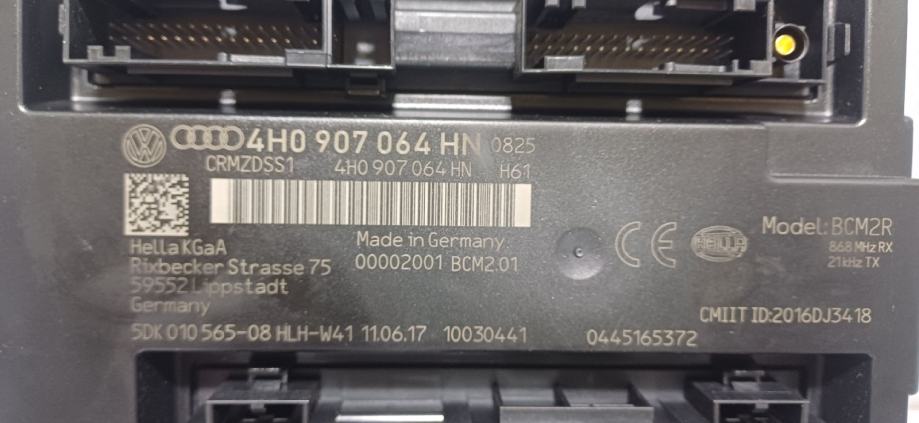 4H0 907 064 HN 0825
CRMZDSS1 4H0 907 064 HN H61
Hella KGaA
Rixbecker Strasse 75
59552 Lippstadt
Germany
Made in Germany
00002001 BCM2.01
CE HELLA
Model: BCM2R
868 MHz RX
21kHz TX
CMIIT ID:2016DJ3418
5DK 010 565-08 HLH-W41 11.06.17 10030441 0445165372